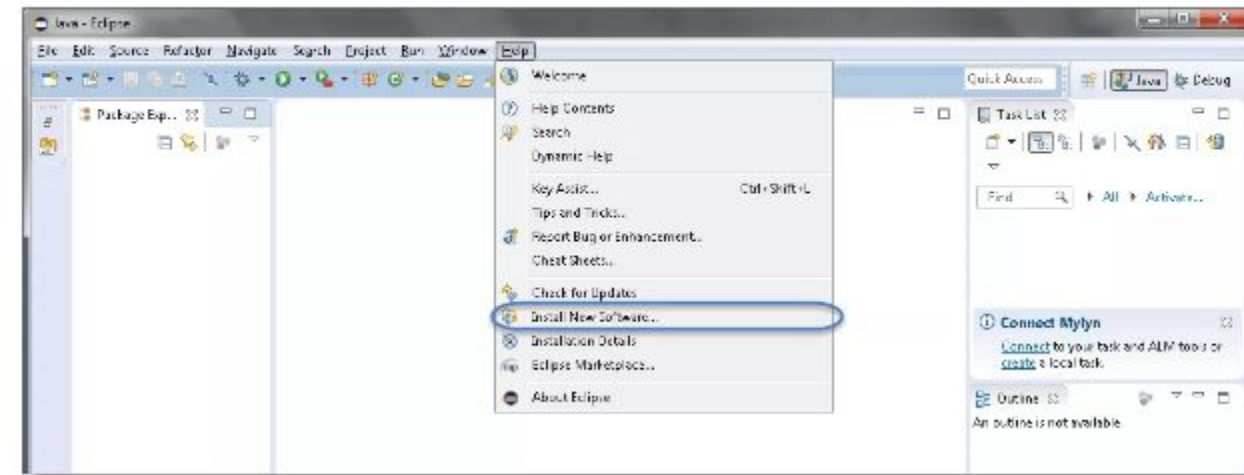 Java - Eclipse
File Edit Source Refactor Navigate Search Project Run Window Help
Quick Access
Java
Debug
Package Exp...
Welcome
Help Contents
Search
Dynamic Help
Key Assist... Ctrl+Shift+L
Tips and Tricks...
Report Bug or Enhancement...
Cheat Sheets...
Check for Updates
Install New Software...
Installation Details
Eclipse Marketplace...
About Eclipse
Task List
Find All Activate...
Connect Mylyn
Connect to your task and ALM tools or
create a local task.
Outline
An outline is not available.